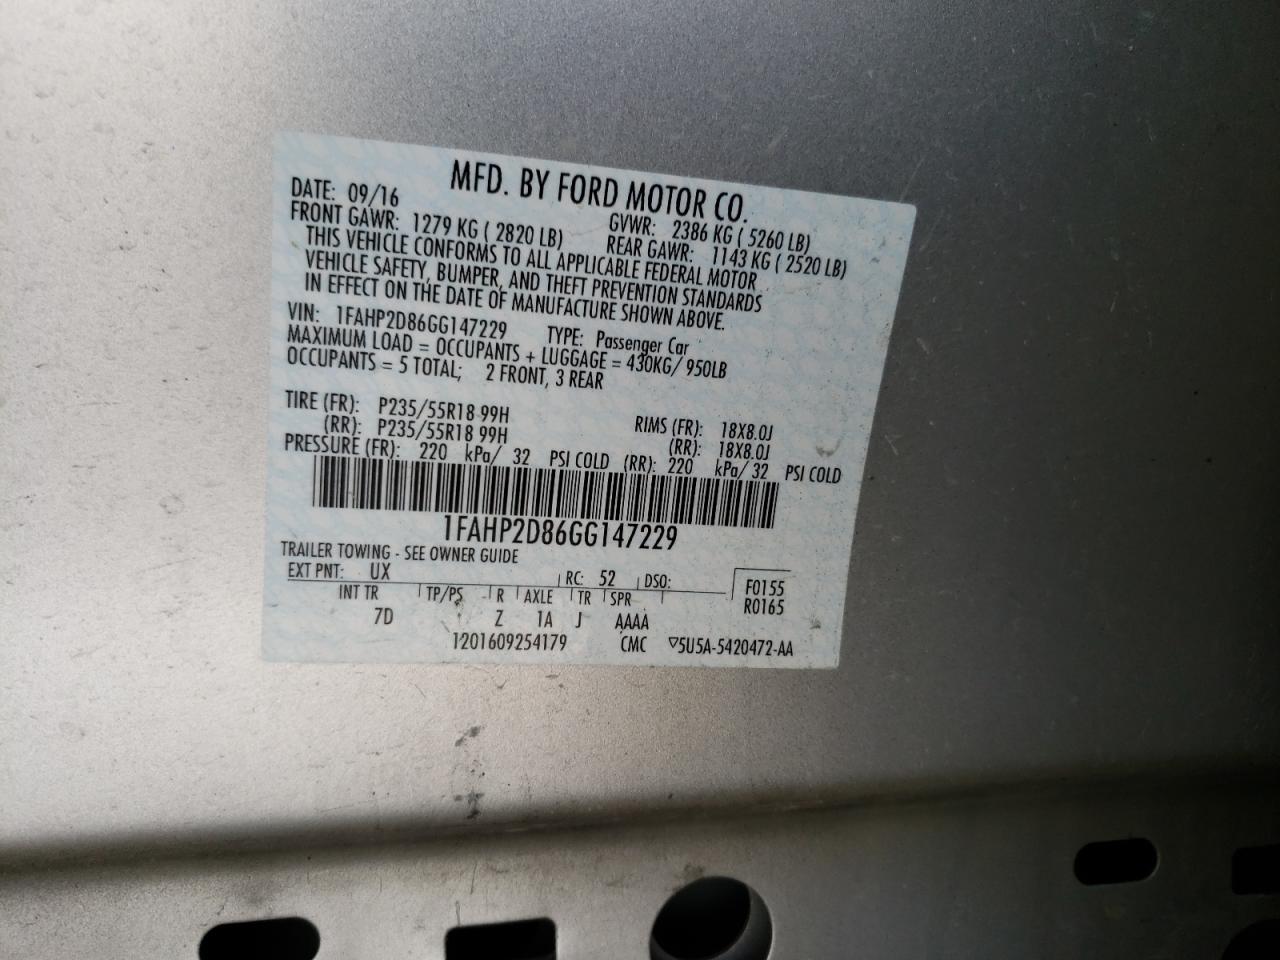 MFD. BY FORD MOTOR CO.
DATE: 09/16 GVWR: 2386 KG ( 5260 LB)
FRONT GAWR: 1279 KG ( 2820 LB) REAR GAWR: 1143 KG ( 2520 LB)
THIS VEHICLE CONFORMS TO ALL APPLICABLE FEDERAL MOTOR
VEHICLE SAFETY, BUMPER, AND THEFT PREVENTION STANDARDS
IN EFFECT ON THE DATE OF MANUFACTURE SHOWN ABOVE.
VIN: 1FAHP2D86GG147229 TYPE: Passenger Car
MAXIMUM LOAD = OCCUPANTS + LUGGAGE = 430KG/ 950LB
OCCUPANTS = 5 TOTAL; 2 FRONT, 3 REAR
TIRE (FR): P235/55R18 99H RIMS (FR): 18X8.0J
(RR): P235/55R18 99H (RR): 18X8.0J
PRESSURE (FR): 220 kPa/ 32 PSI COLD (RR): 220 kPa/ 32 PSI COLD
1FAHP2D86GG147229
TRAILER TOWING - SEE OWNER GUIDE
EXT PNT: UX RC: 52 DSO: F0155
INT TR TP/PS R AXLE TR SPR R0165
7D Z 1A J AAAA
1201609254179 CMC ▽5U5A-5420472-AA